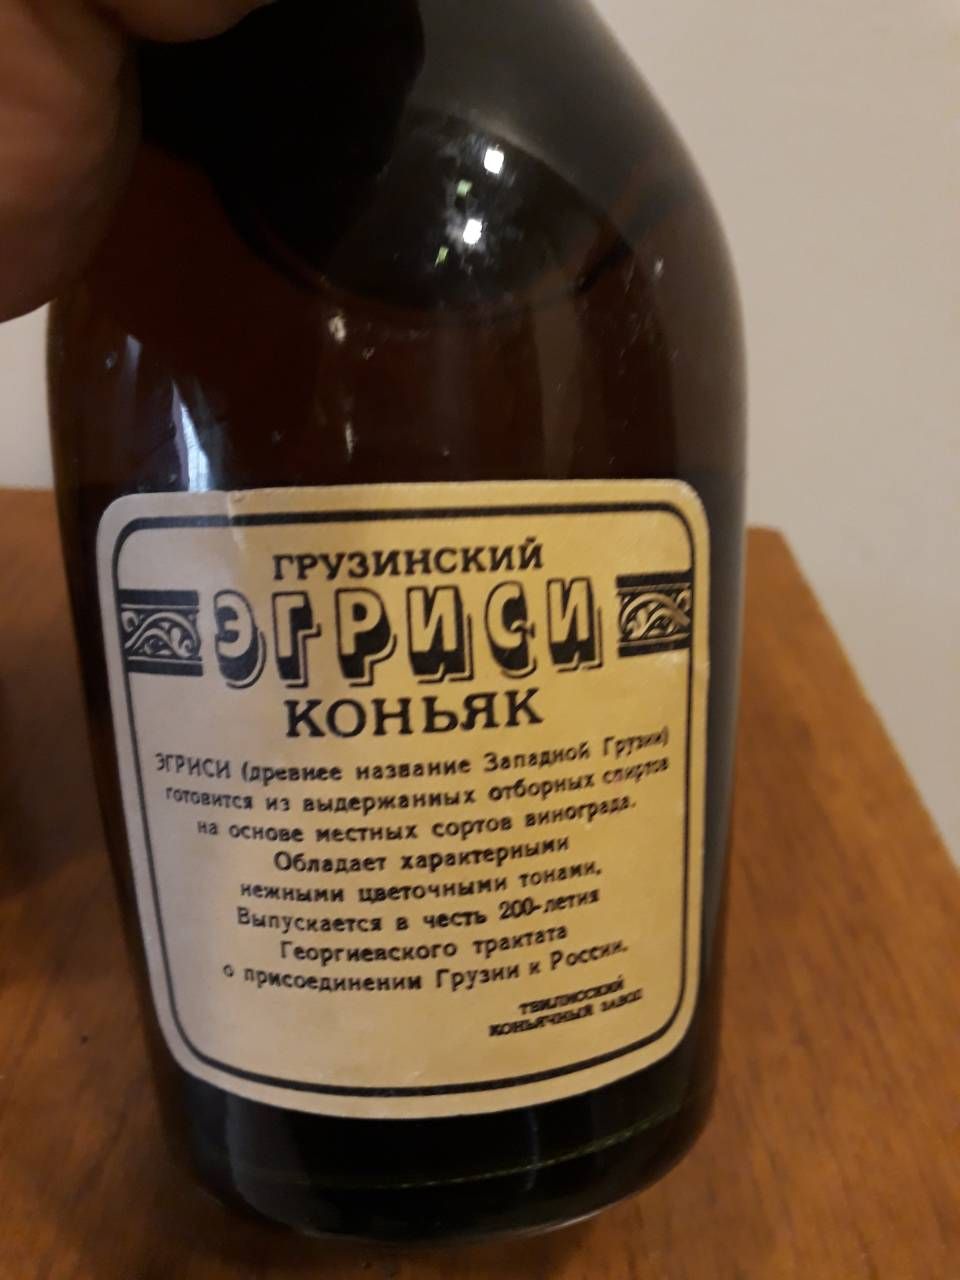 ГРУЗИНСКИЙ
ЭГРИСИ
КОНЬЯК
ЭГРИСИ (древнее название Западной Грузии)
готовится из выдержанных отборных спиртов
на основе местных сортов винограда.
Обладает характерными
нежными цветочными тонами.
Выпускается в честь 200-летия
Георгиевского трактата
о присоединении Грузии к России.
ТБИЛИССКИЙ
КОНЬЯЧНЫЙ ЗАВОД